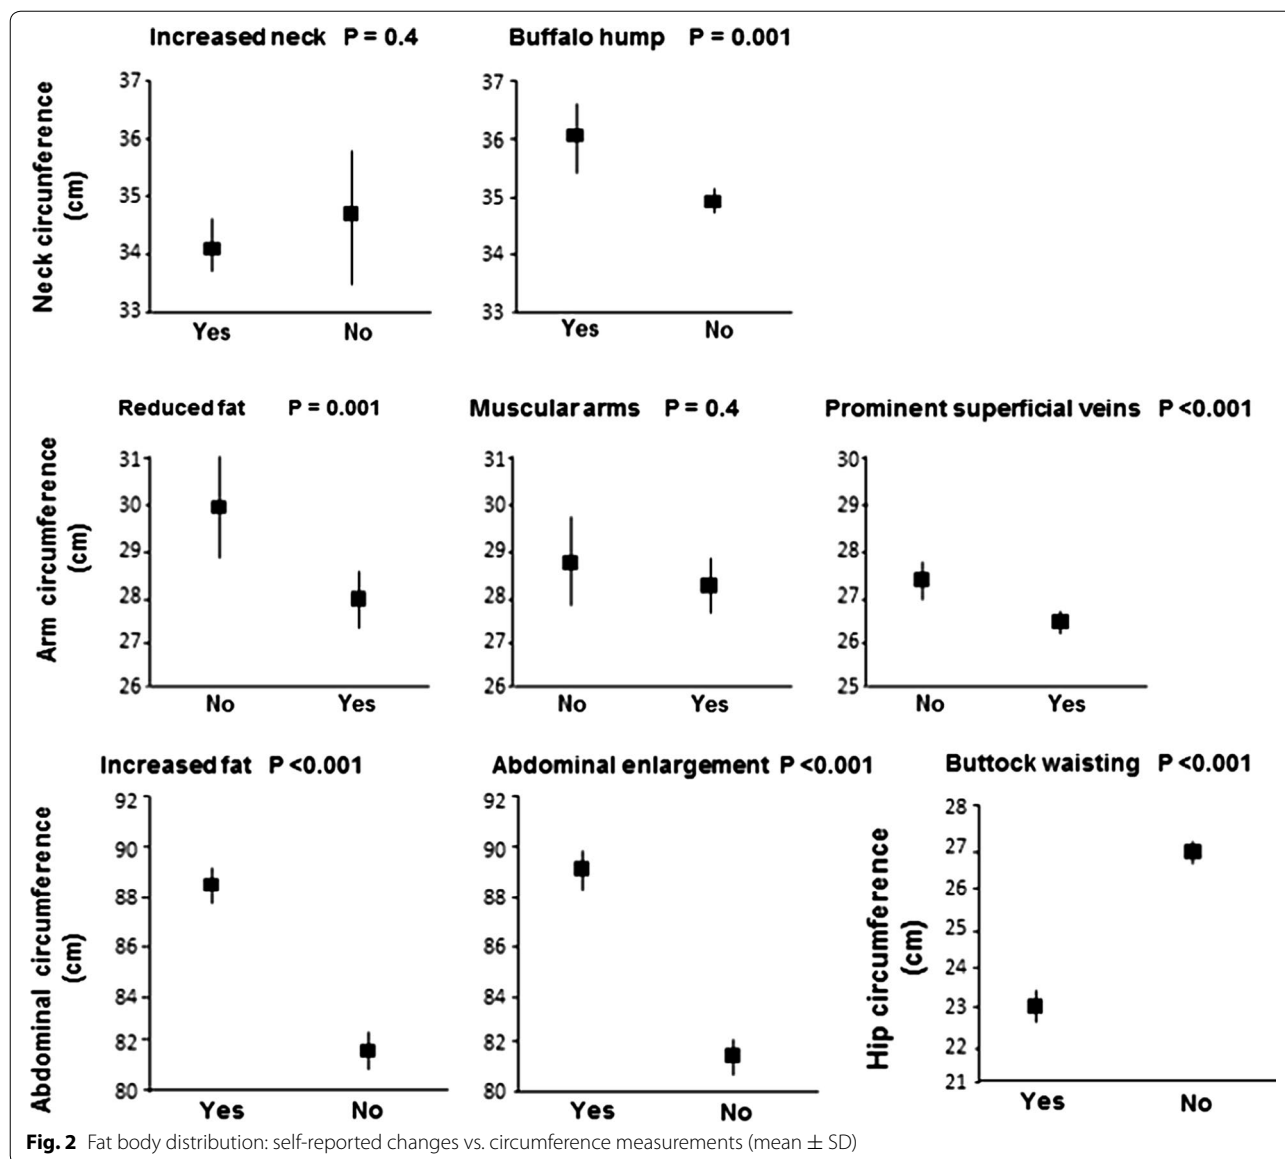 Increased neck P = 0.4
Buffalo hump P = 0.001
Neck circunference
(cm)
37
36
35
34
33
Yes No
37
36
35
34
33
Yes No
Reduced fat P = 0.001
Muscular arms P = 0.4
Prominent superficial veins P <0.001
Arm circumference
(cm)
31
30
29
28
27
26
No Yes
31
30
29
28
27
26
No Yes
30
29
28
27
26
25
No Yes
Increased fat P <0.001
Abdominal enlargement P <0.001
Buttock waisting P <0.001
Abdominal circumference
(cm)
92
90
88
86
84
82
80
Yes No
92
90
88
86
84
82
80
Yes No
Hip circumference
(cm)
28
27
26
25
24
23
22
21
Yes No
Fig. 2 Fat body distribution: self-reported changes vs. circumference measurements (mean ± SD)